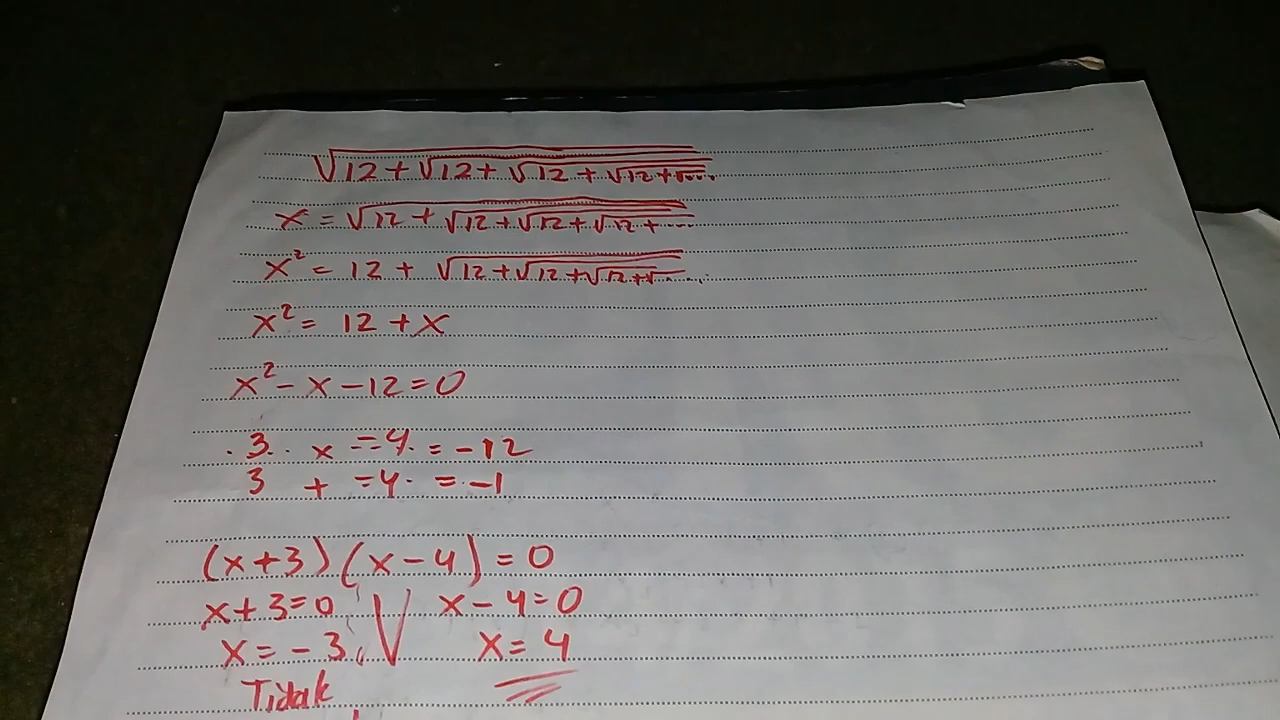 √12 + √12 + √12 + √12 + √....
x = √12 + √12 + √12 + √12 + ....
x² = 12 + √12 + √12 + √12 + √....
x² = 12 + x
x² - x - 12 = 0
.3.. x -4. = -12
3 + -4. = -1
(x + 3) (x - 4) = 0
x + 3 = 0 V x - 4 = 0
x = -3 x = 4
Tidak